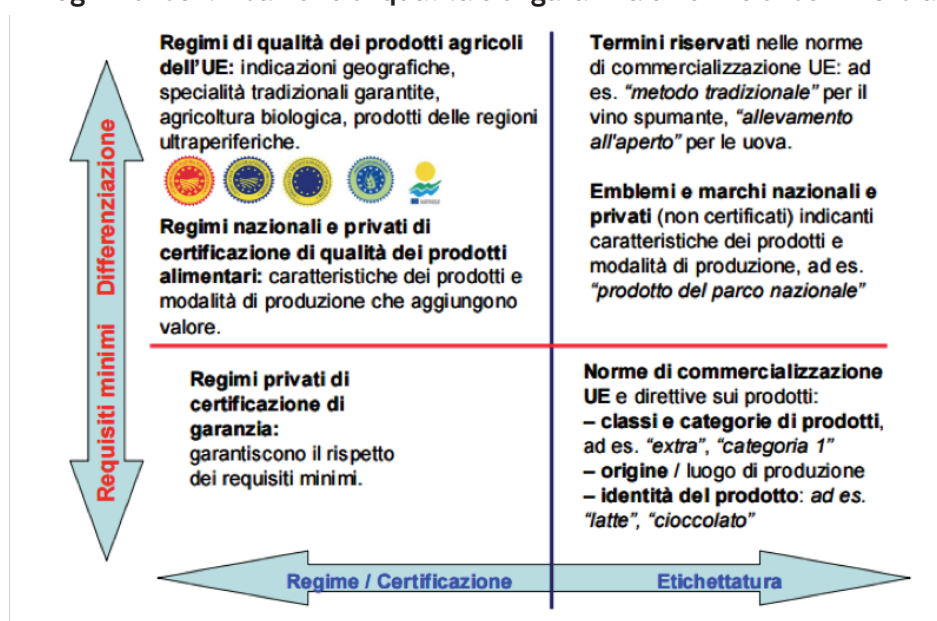 Regimi di qualità dei prodotti agricoli
dell'UE: indicazioni geografiche,
specialità tradizionali garantite,
agricoltura biologica, prodotti delle regioni
ultraperiferiche.
Regimi nazionali e privati di
certificazione di qualità dei prodotti
alimentari: caratteristiche dei prodotti e
modalità di produzione che aggiungono
valore.
Termini riservati nelle norme
di commercializzazione UE: ad
es. “metodo tradizionale” per il
vino spumante, “allevamento
all'aperto” per le uova.
Emblemi e marchi nazionali e
privati (non certificati) indicanti
caratteristiche dei prodotti e
modalità di produzione, ad es.
“prodotto del parco nazionale”
Differenziazione
Requisiti minimi
Regimi privati di
certificazione di
garanzia:
garantiscono il rispetto
dei requisiti minimi.
Norme di commercializzazione
UE e direttive sui prodotti:
– classi e categorie di prodotti,
ad es. “extra”, “categoria 1”
– origine / luogo di produzione
– identità del prodotto: ad es.
“latte”, “cioccolato”
Regime / Certificazione
Etichettatura